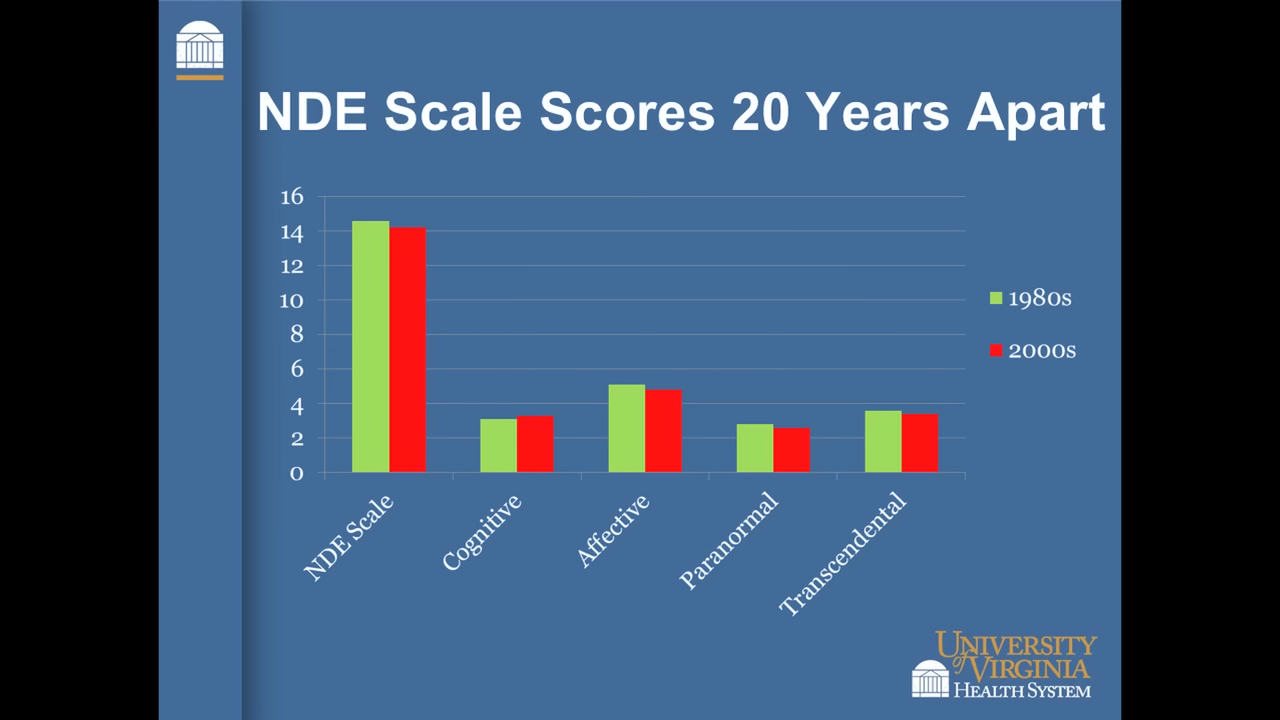 NDE Scale Scores 20 Years Apart
16
14
12
10
8
6
4
2
0
NDE Scale
Cognitive
Affective
Paranormal
Transcendental
1980s
2000s
UNIVERSITY
of VIRGINIA
HEALTH SYSTEM